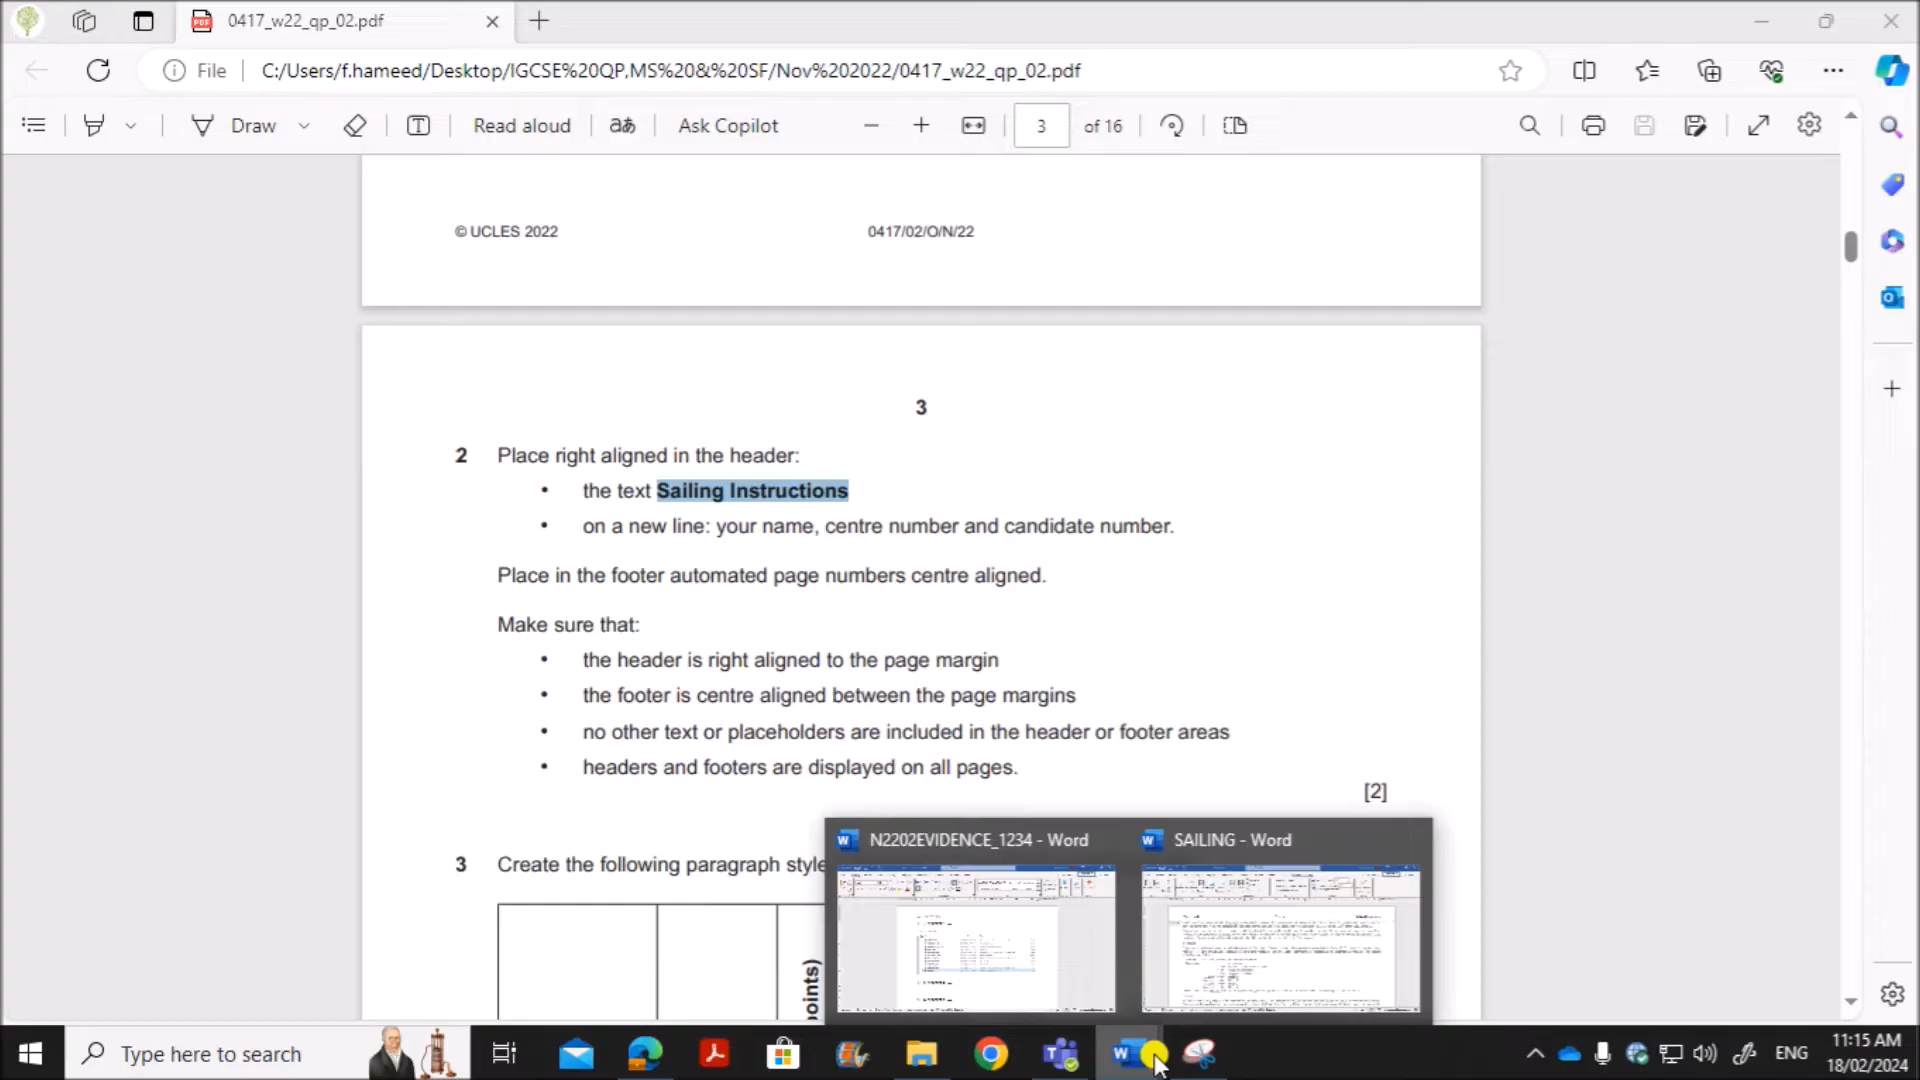 0417_w22_qp_02.pdf
File
C:/Users/f.hameed/Desktop/IGCSE%20QP,MS%20&%20SF/Nov%202022/0417_w22_qp_02.pdf
Draw
Read aloud
aあ
Ask Copilot
3
of 16
© UCLES 2022
0417/02/O/N/22
3
2 Place right aligned in the header:
• the text Sailing Instructions
• on a new line: your name, centre number and candidate number.
Place in the footer automated page numbers centre aligned.
Make sure that:
• the header is right aligned to the page margin
• the footer is centre aligned between the page margins
• no other text or placeholders are included in the header or footer areas
• headers and footers are displayed on all pages.
[2]
N2202EVIDENCE_1234 - Word
SAILING - Word
3 Create the following paragraph style
points)
Type here to search
ENG
11:15 AM
18/02/2024